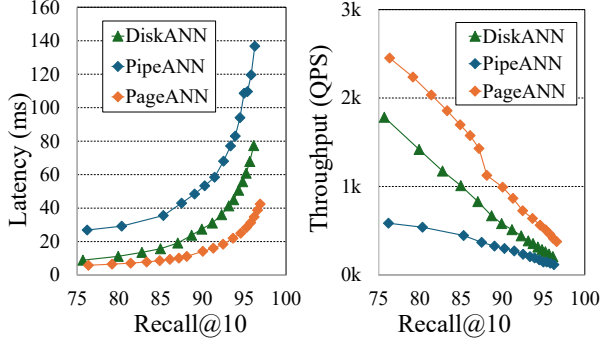 160
140
120
100
80
60
40
20
0
Latency (ms)
DiskANN
PipeANN
PageANN
75 80 85 90 95 100
Recall@10
3k
2k
1k
0k
Throughput (QPS)
DiskANN
PipeANN
PageANN
75 80 85 90 95 100
Recall@10